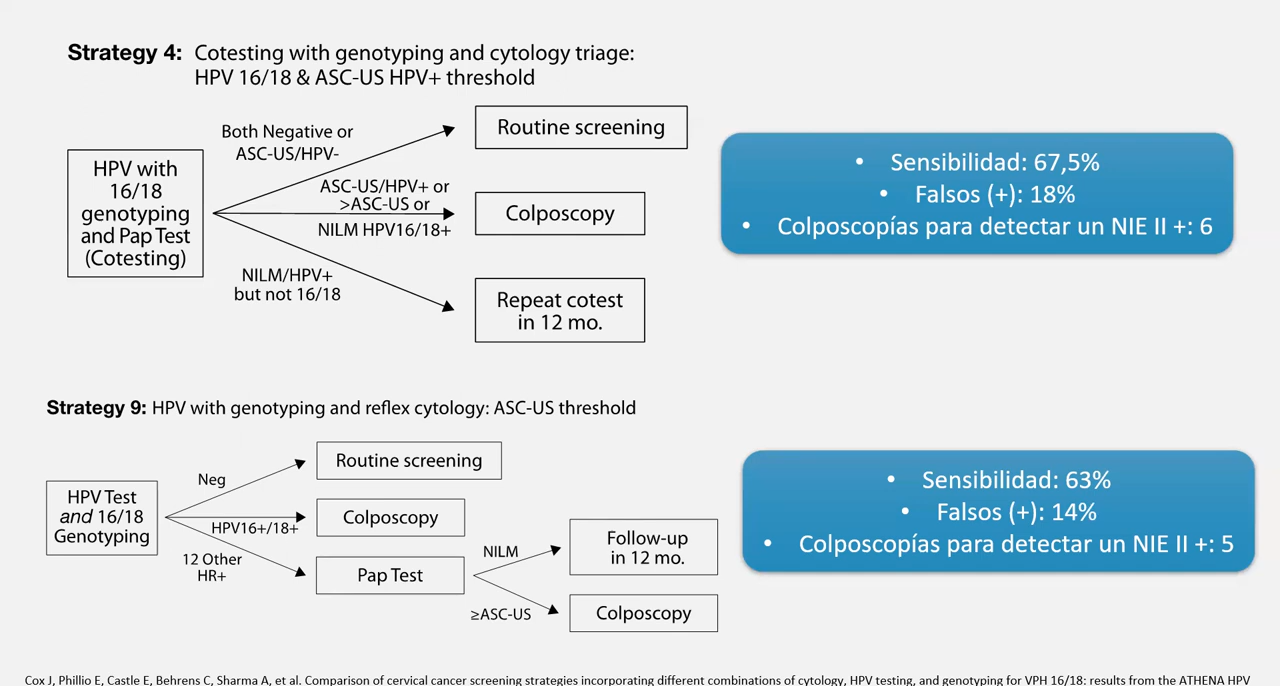 Strategy 4: Cotesting with genotyping and cytology triage:
HPV 16/18 & ASC-US HPV+ threshold
HPV with
16/18
genotyping
and Pap Test
(Cotesting)
Both Negative or
ASC-US/HPV-
Routine screening
ASC-US/HPV+ or
>ASC-US or
NILM HPV16/18+
Colposcopy
NILM/HPV+
but not 16/18
Repeat cotest
in 12 mo.
• Sensibilidad: 67,5%
• Falsos (+): 18%
• Colposcopías para detectar un NIE II +: 6
Strategy 9: HPV with genotyping and reflex cytology: ASC-US threshold
HPV Test
and 16/18
Genotyping
Neg
Routine screening
HPV16+/18+
Colposcopy
12 Other
HR+
Pap Test
NILM
Follow-up
in 12 mo.
≥ASC-US
Colposcopy
• Sensibilidad: 63%
• Falsos (+): 14%
• Colposcopías para detectar un NIE II +: 5
Cox J, Phillio E, Castle E, Behrens C, Sharma A, et al. Comparison of cervical cancer screening strategies incorporating different combinations of cytology, HPV testing, and genotyping for VPH 16/18: results from the ATHENA HPV